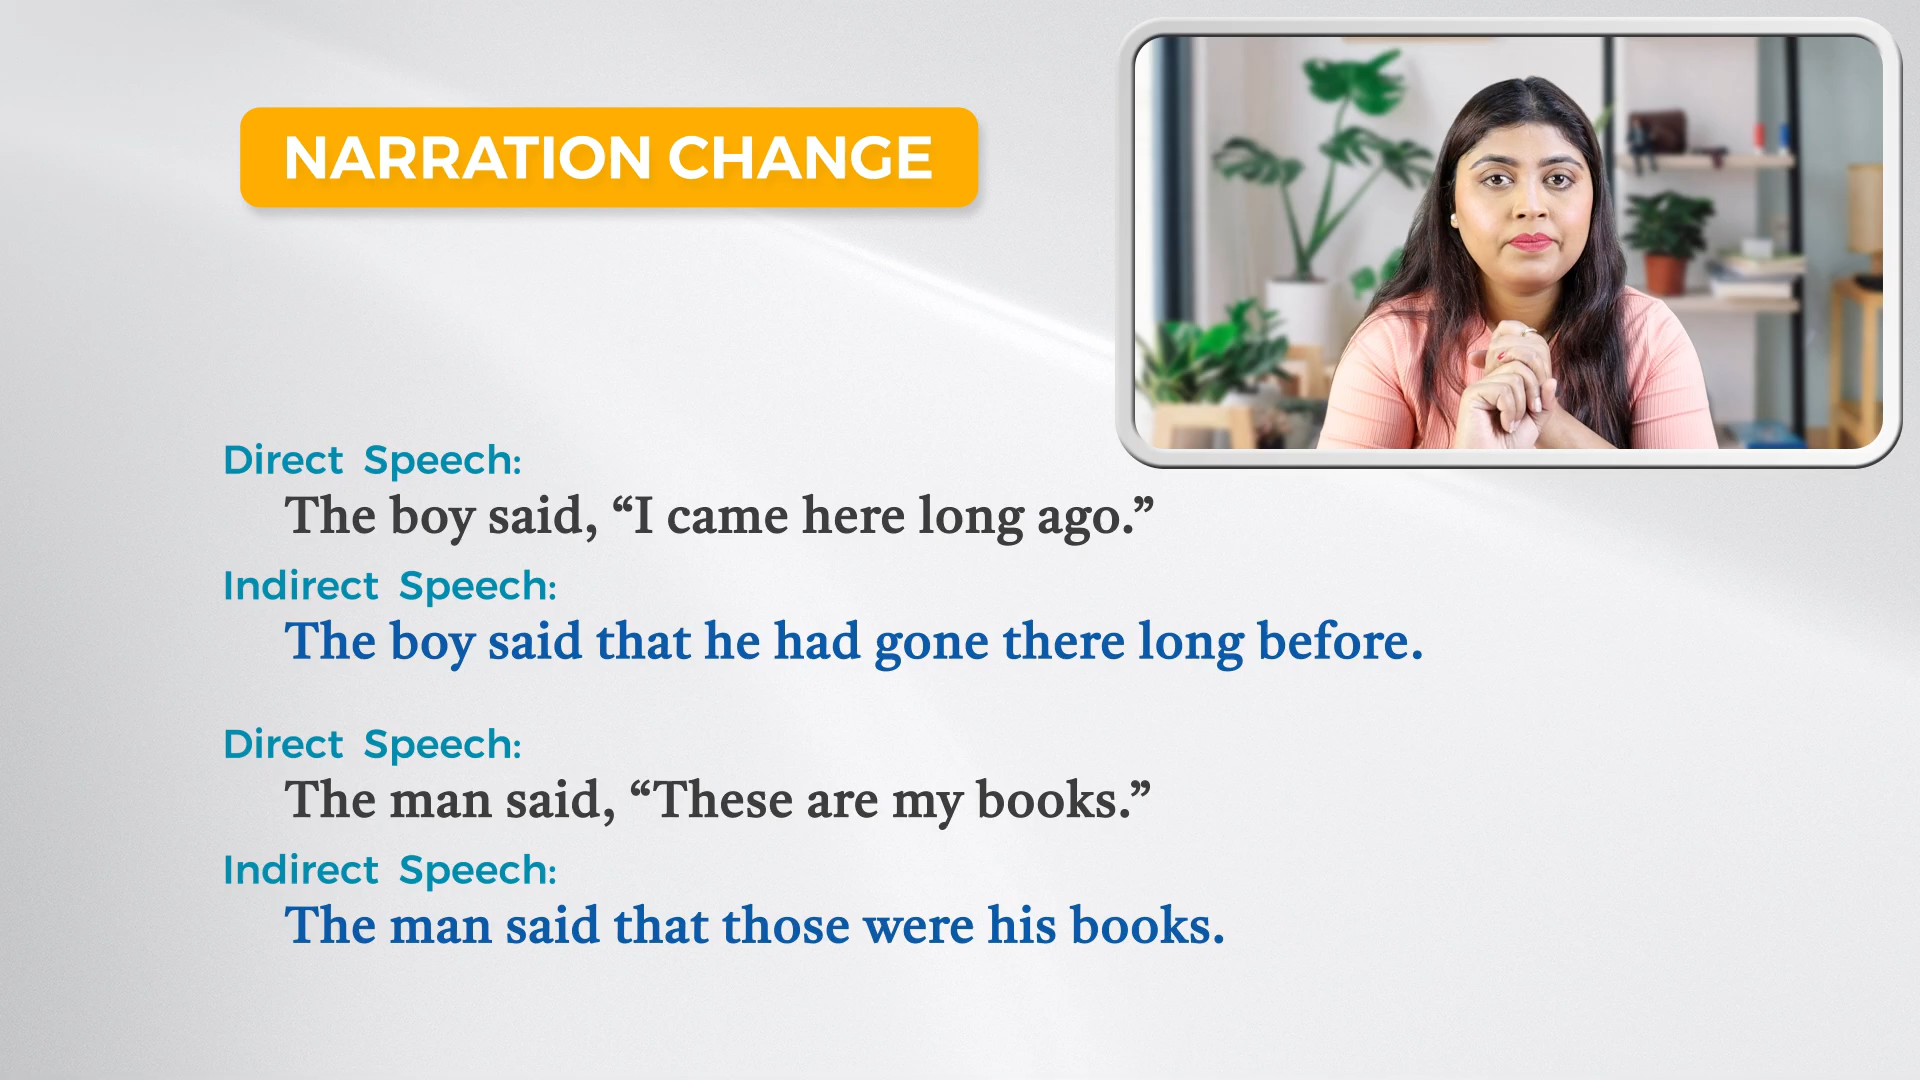 NARRATION CHANGE
Direct Speech:
The boy said, “I came here long ago.”
Indirect Speech:
The boy said that he had gone there long before.
Direct Speech:
The man said, “These are my books.”
Indirect Speech:
The man said that those were his books.